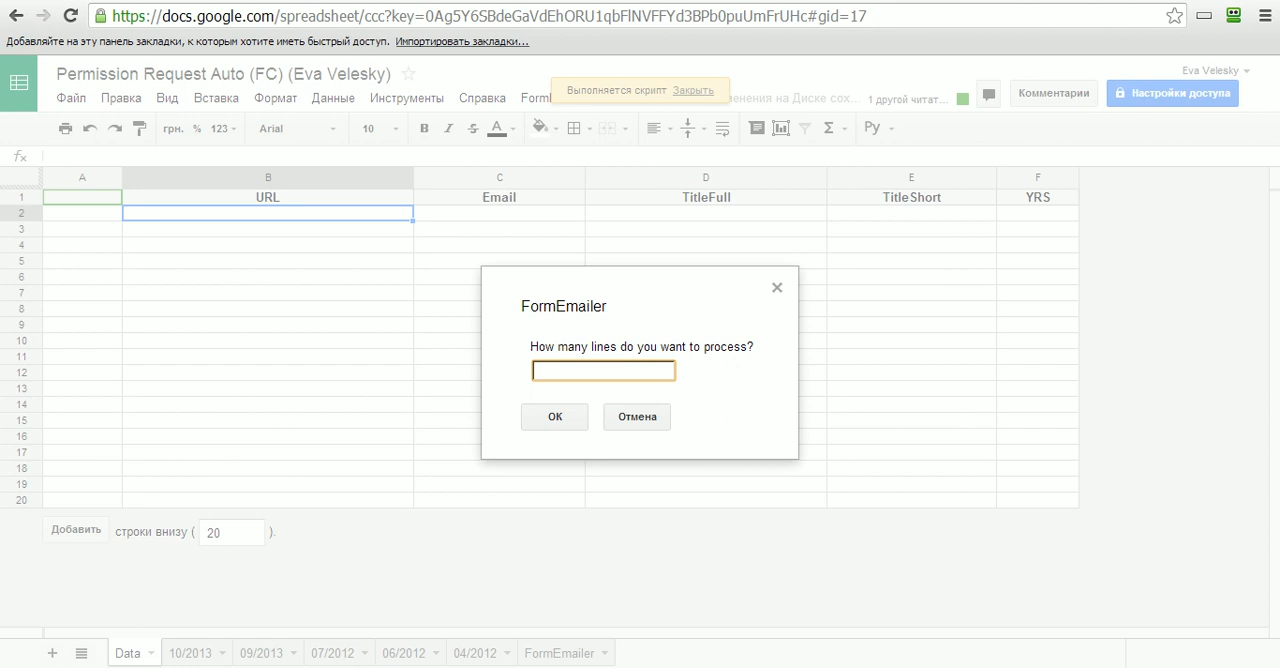 https://docs.google.com/spreadsheet/ccc?key=0Ag5Y6SBdeGaVdEhORU1qbFlNVFFYd3BPb0puUmFrUHc#gid=17
Добавляйте на эту панель закладки, к которым хотите иметь быстрый доступ. Импортировать закладки...
Permission Request Auto (FC) (Eva Velesky)
Eva Velesky
Файл Правка Вид Вставка Формат Данные Инструменты Справка Form
Выполняется скрипт Закрыть
менения на Диске сох... 1 другой читат...
Комментарии
Настройки доступа
грн. % 123 Arial 10 B I S A Σ Ру
fx
A B C D E F
1 URL Email TitleFull TitleShort YRS
2
3
4
5
6
7
8
9
10
11
12
13
14
15
16
17
18
19
20
FormEmailer
How many lines do you want to process?
ОК Отмена
Добавить строки внизу ( 20 ).
Data 10/2013 09/2013 07/2012 06/2012 04/2012 FormEmailer